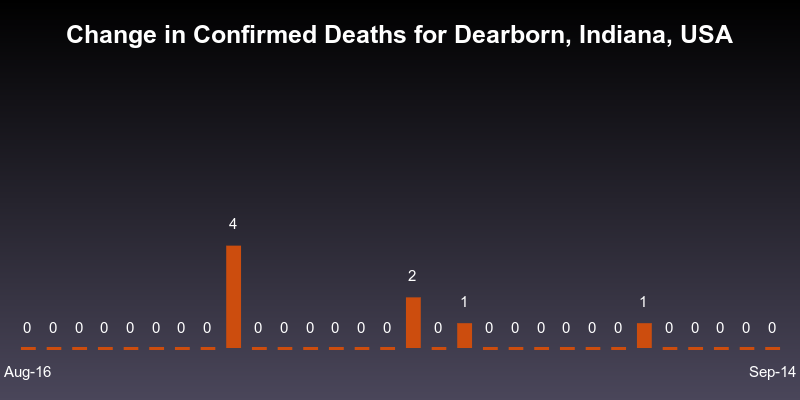 Change in Confirmed Deaths for Dearborn, Indiana, USA
4
2
1 1
0 0 0 0 0 0 0 0 0 0 0 0 0 0 0 0 0 0 0 0 0 0 0 0 0 0
Aug-16 Sep-14